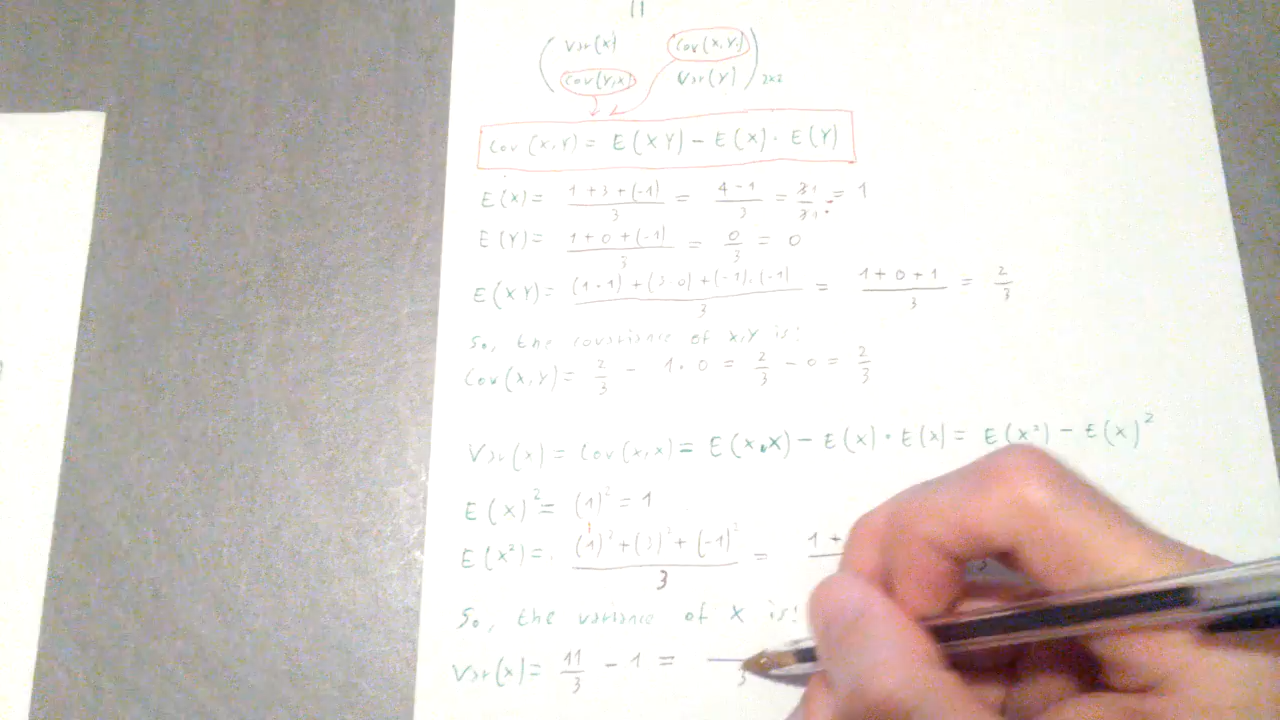 ( Var(x) Cov(x,y) )
( Cov(y,x) Var(y) ) 2x2
Cov (x,y) = E(XY) - E(X) · E(Y)
E(x) = (1+3+(-1))/3 = (4-1)/3 = 31/31 = 1
E(Y) = (1+0+(-1))/3 = 0/3 = 0
E(XY) = ((1·1)+(3·0)+(-1)·(-1))/3 = (1+0+1)/3 = 2/3
So, the covariance of x,y is:
Cov(x,y) = 2/3 - 1·0 = 2/3 - 0 = 2/3
Var(x) = Cov(x,x) = E(x·x) - E(x)·E(x) = E(x²) - E(x)²
E(x)² = (1)² = 1
E(x²) = ((1)²+(3)²+(-1)²)/3 = 1+
So, the variance of x is:
Var(x) = 11/3 - 1 = /3